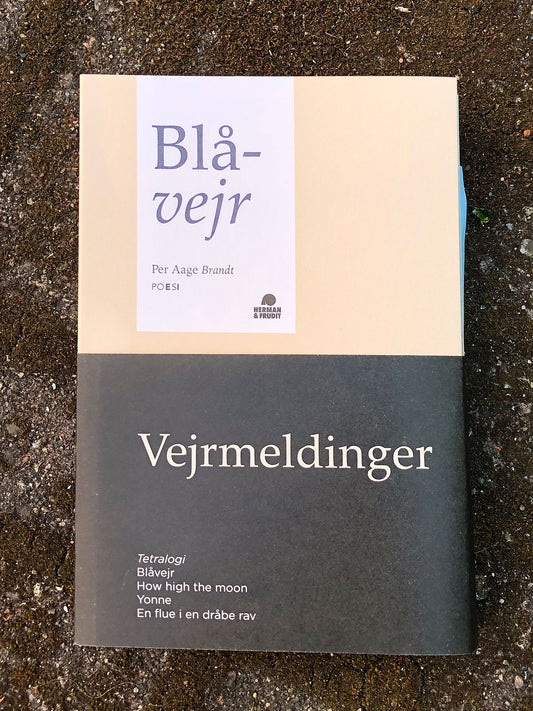 Blå-
vejr
Per Aage Brandt
POESI
HERMAN
& FRUDIT
Vejrmeldinger
Tetralogi
Blåvejr
How high the moon
Yonne
En flue i en dråbe rav